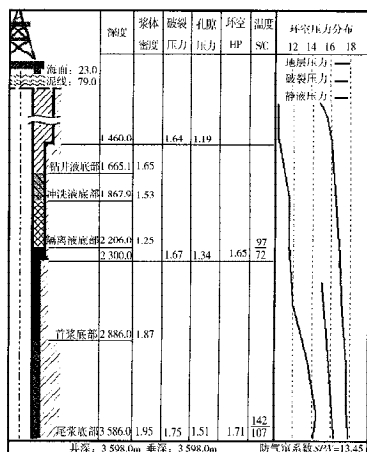 深度 浆体密度 破裂压力 孔隙压力 环空HP 温度S/C 环空压力分布
12 14 16 18
海面：23.0
泥线：79.0
地层压力
破裂压力
静液压力
1 460.0 1.64 1.19
钻井液底部 1 665.1 1.65
冲洗液底部 1 867.9 1.53
隔离液底部 2 206.0 1.25 97
2 300.0 1.67 1.34 1.65 72
首浆底部 2 886.0 1.87
142
尾浆底部 3 586.0 1.95 1.75 1.51 1.71 107
井深：3 598.0m 垂深：3 598.0m 防气窜系数SPN=13.45